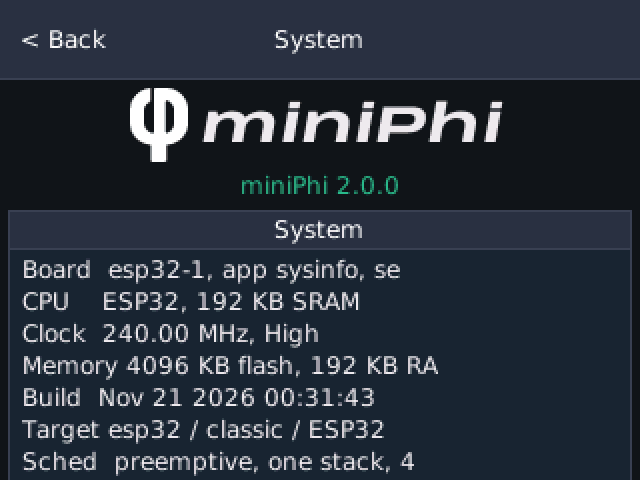 < Back
System
φ miniPhi
miniPhi 2.0.0
System
Board esp32-1, app sysinfo, se
CPU ESP32, 192 KB SRAM
Clock 240.00 MHz, High
Memory 4096 KB flash, 192 KB RA
Build Nov 21 2026 00:31:43
Target esp32 / classic / ESP32
Sched preemptive, one stack, 4